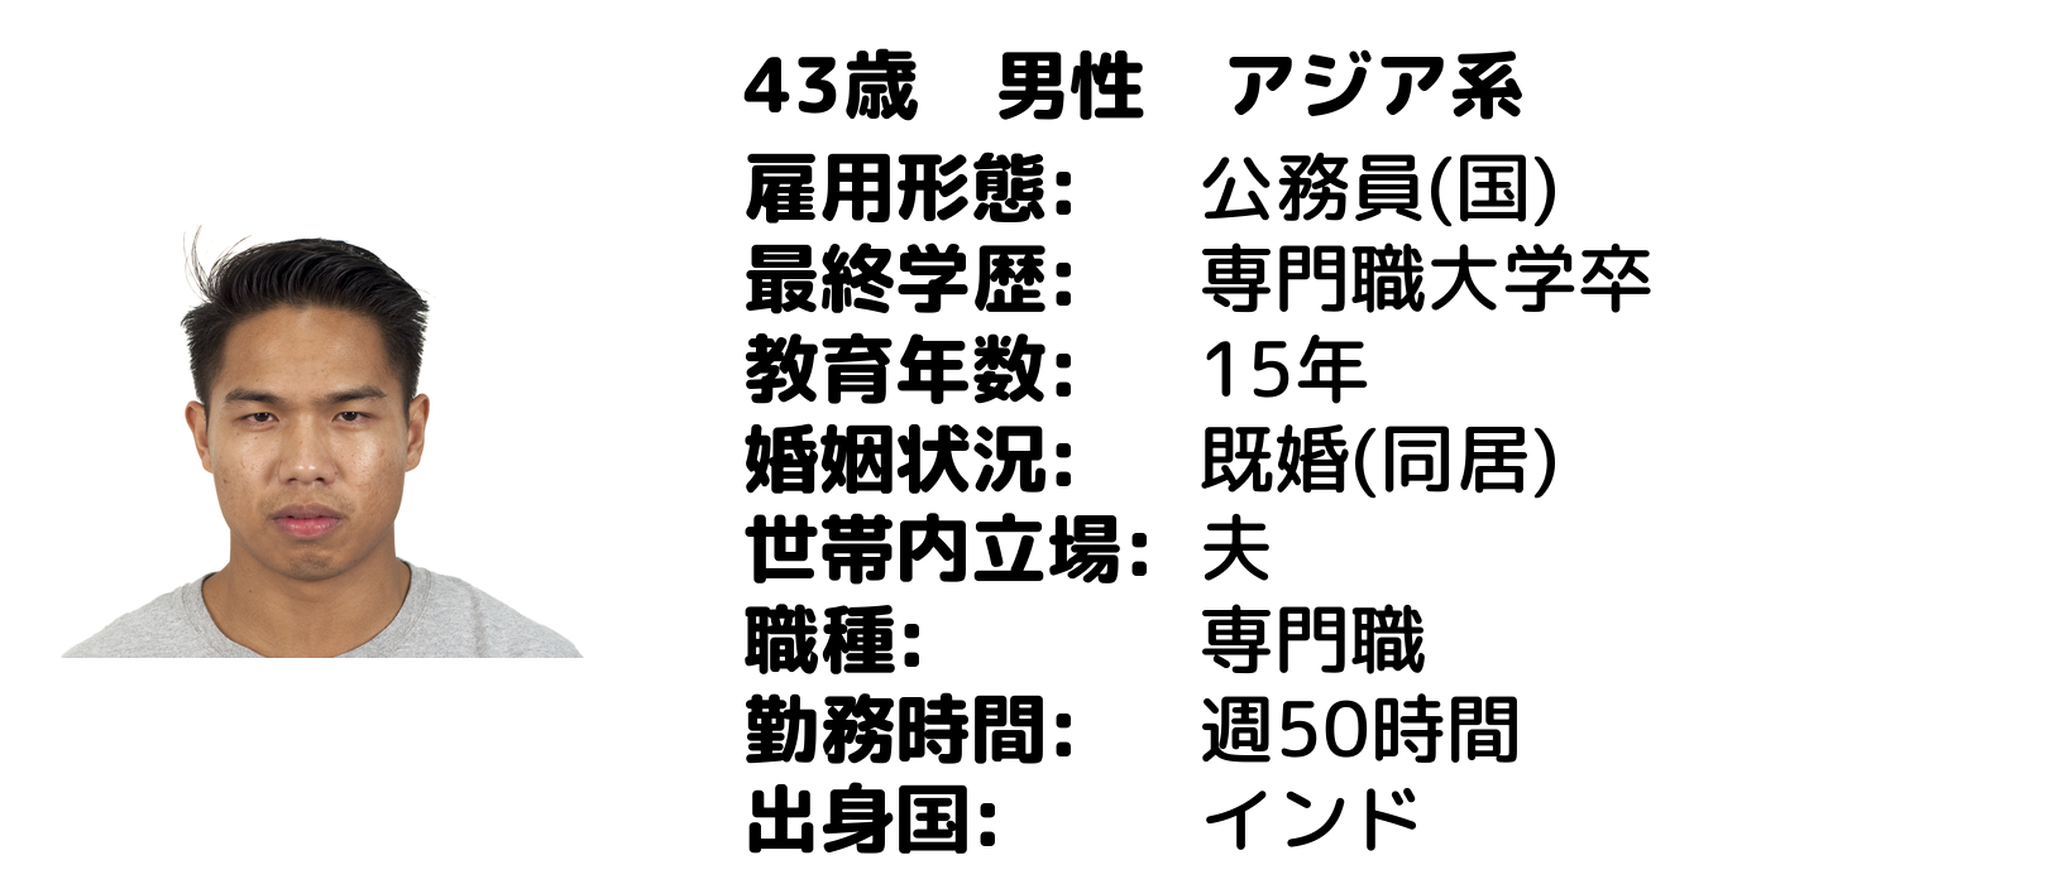 43歳　男性　アジア系
雇用形態: 公務員(国)
最終学歴: 専門職大学卒
教育年数: 15年
婚姻状況: 既婚(同居)
世帯内立場: 夫
職種: 専門職
勤務時間: 週50時間
出身国: インド